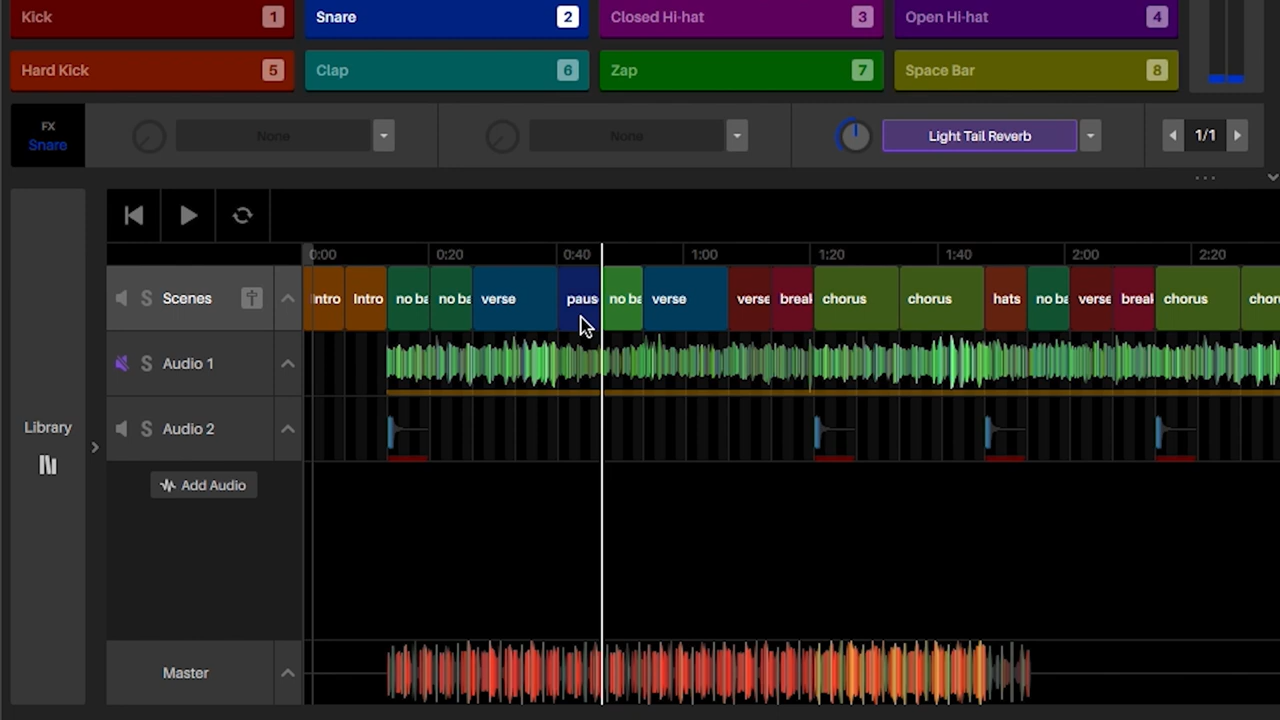 Kick 1 Snare 2 Closed Hi-hat 3 Open Hi-hat 4
Hard Kick 5 Clap 6 Zap 7 Space Bar 8
FX
Snare
None None Light Tail Reverb 1/1
0:00 0:20 0:40 1:00 1:20 1:40 2:00 2:20
S Scenes Intro Intro no ba no ba verse paus no ba verse verse break chorus chorus hats no ba verse break chorus chor
S Audio 1
S Audio 2
Library
Add Audio
Master